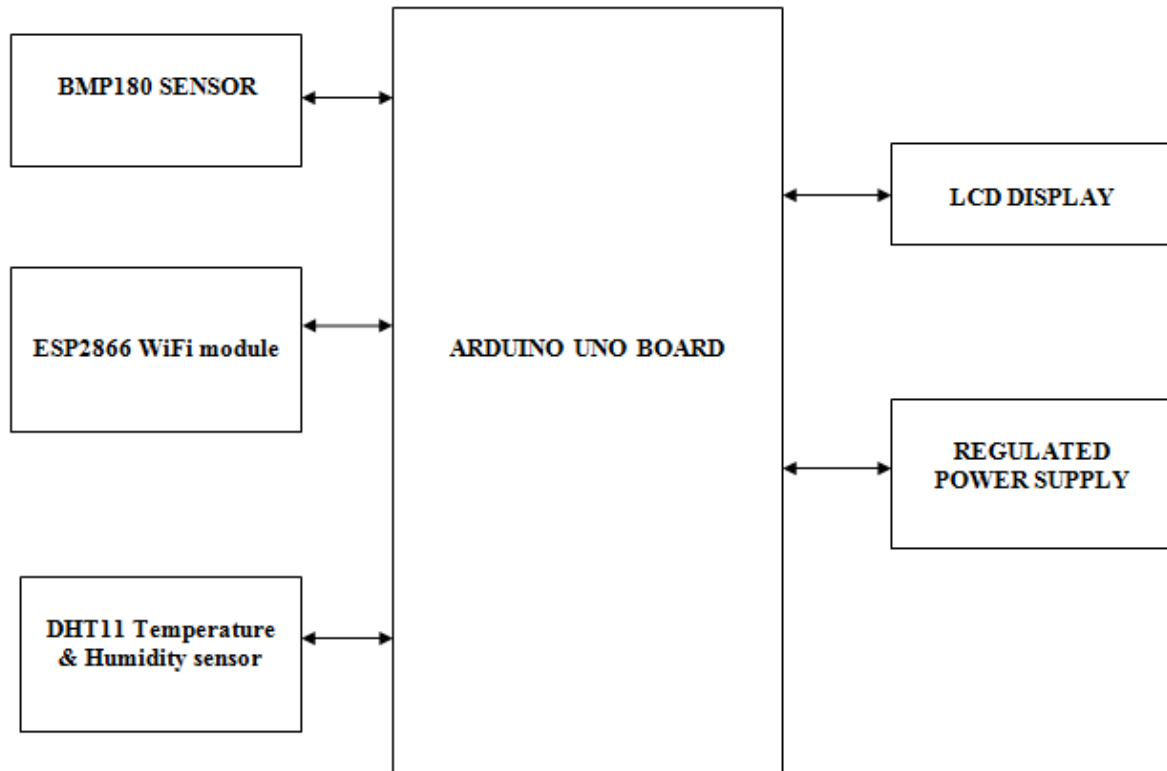 BMP180 SENSOR
ESP2866 WiFi module
DHT11 Temperature
& Humidity sensor
ARDUINO UNO BOARD
LCD DISPLAY
REGULATED
POWER SUPPLY